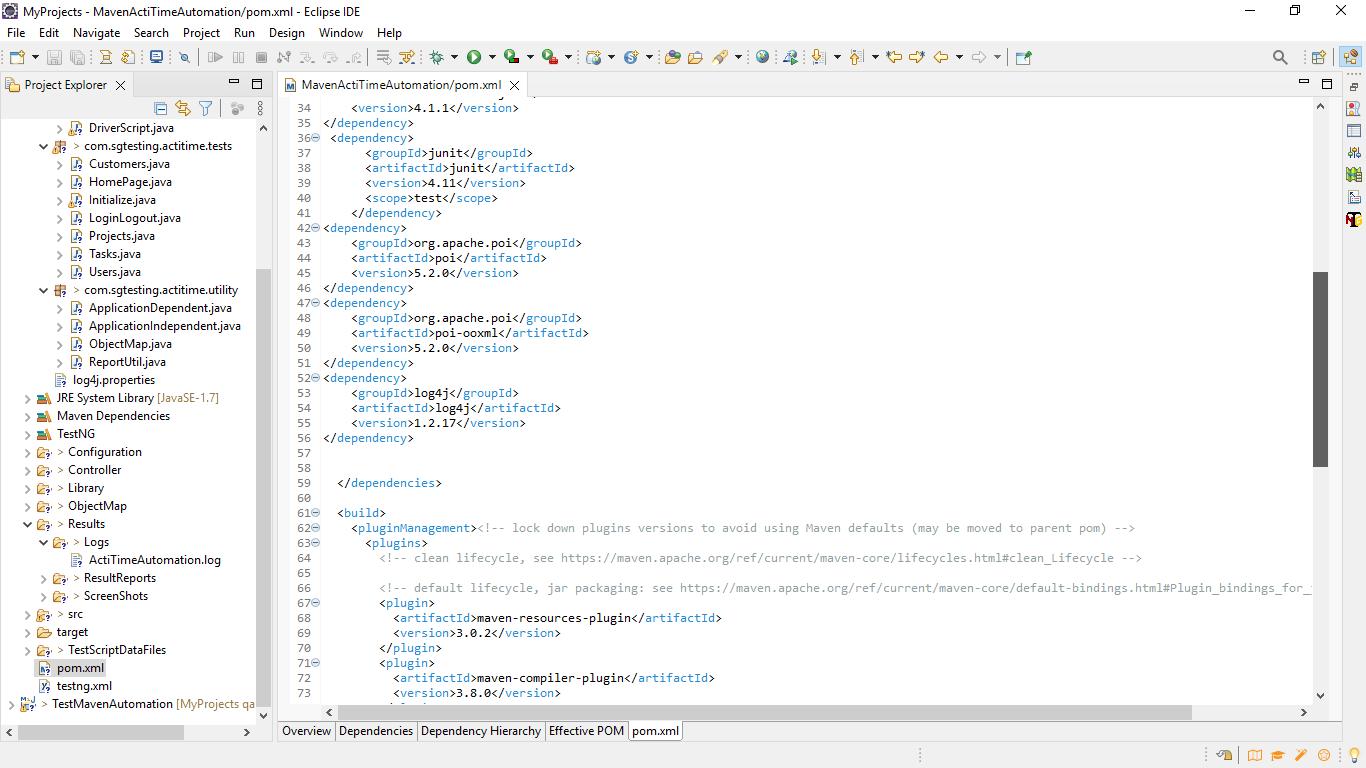 MyProjects - MavenActiTimeAutomation/pom.xml - Eclipse IDE
File Edit Navigate Search Project Run Design Window Help
Project Explorer
DriverScript.java
> com.sgtesting.actitime.tests
Customers.java
HomePage.java
Initialize.java
LoginLogout.java
Projects.java
Tasks.java
Users.java
> com.sgtesting.actitime.utility
ApplicationDependent.java
ApplicationIndependent.java
ObjectMap.java
ReportUtil.java
log4j.properties
JRE System Library [JavaSE-1.7]
Maven Dependencies
TestNG
> Configuration
> Controller
> Library
> ObjectMap
> Results
> Logs
ActiTimeAutomation.log
> ResultReports
> ScreenShots
> src
target
> TestScriptDataFiles
pom.xml
testng.xml
> TestMavenAutomation [MyProjects qa
MavenActiTimeAutomation/pom.xml
34 <version>4.1.1</version>
35 </dependency>
36 <dependency>
37 <groupId>junit</groupId>
38 <artifactId>junit</artifactId>
39 <version>4.11</version>
40 <scope>test</scope>
41 </dependency>
42 <dependency>
43 <groupId>org.apache.poi</groupId>
44 <artifactId>poi</artifactId>
45 <version>5.2.0</version>
46 </dependency>
47 <dependency>
48 <groupId>org.apache.poi</groupId>
49 <artifactId>poi-ooxml</artifactId>
50 <version>5.2.0</version>
51 </dependency>
52 <dependency>
53 <groupId>log4j</groupId>
54 <artifactId>log4j</artifactId>
55 <version>1.2.17</version>
56 </dependency>
57
58
59 </dependencies>
60
61 <build>
62 <pluginManagement><!-- lock down plugins versions to avoid using Maven defaults (may be moved to parent pom) -->
63 <plugins>
64 <!-- clean lifecycle, see https://maven.apache.org/ref/current/maven-core/lifecycles.html#clean_Lifecycle -->
65
66 <!-- default lifecycle, jar packaging: see https://maven.apache.org/ref/current/maven-core/default-bindings.html#Plugin_bindings_for_
67 <plugin>
68 <artifactId>maven-resources-plugin</artifactId>
69 <version>3.0.2</version>
70 </plugin>
71 <plugin>
72 <artifactId>maven-compiler-plugin</artifactId>
73 <version>3.8.0</version>
Overview Dependencies Dependency Hierarchy Effective POM pom.xml